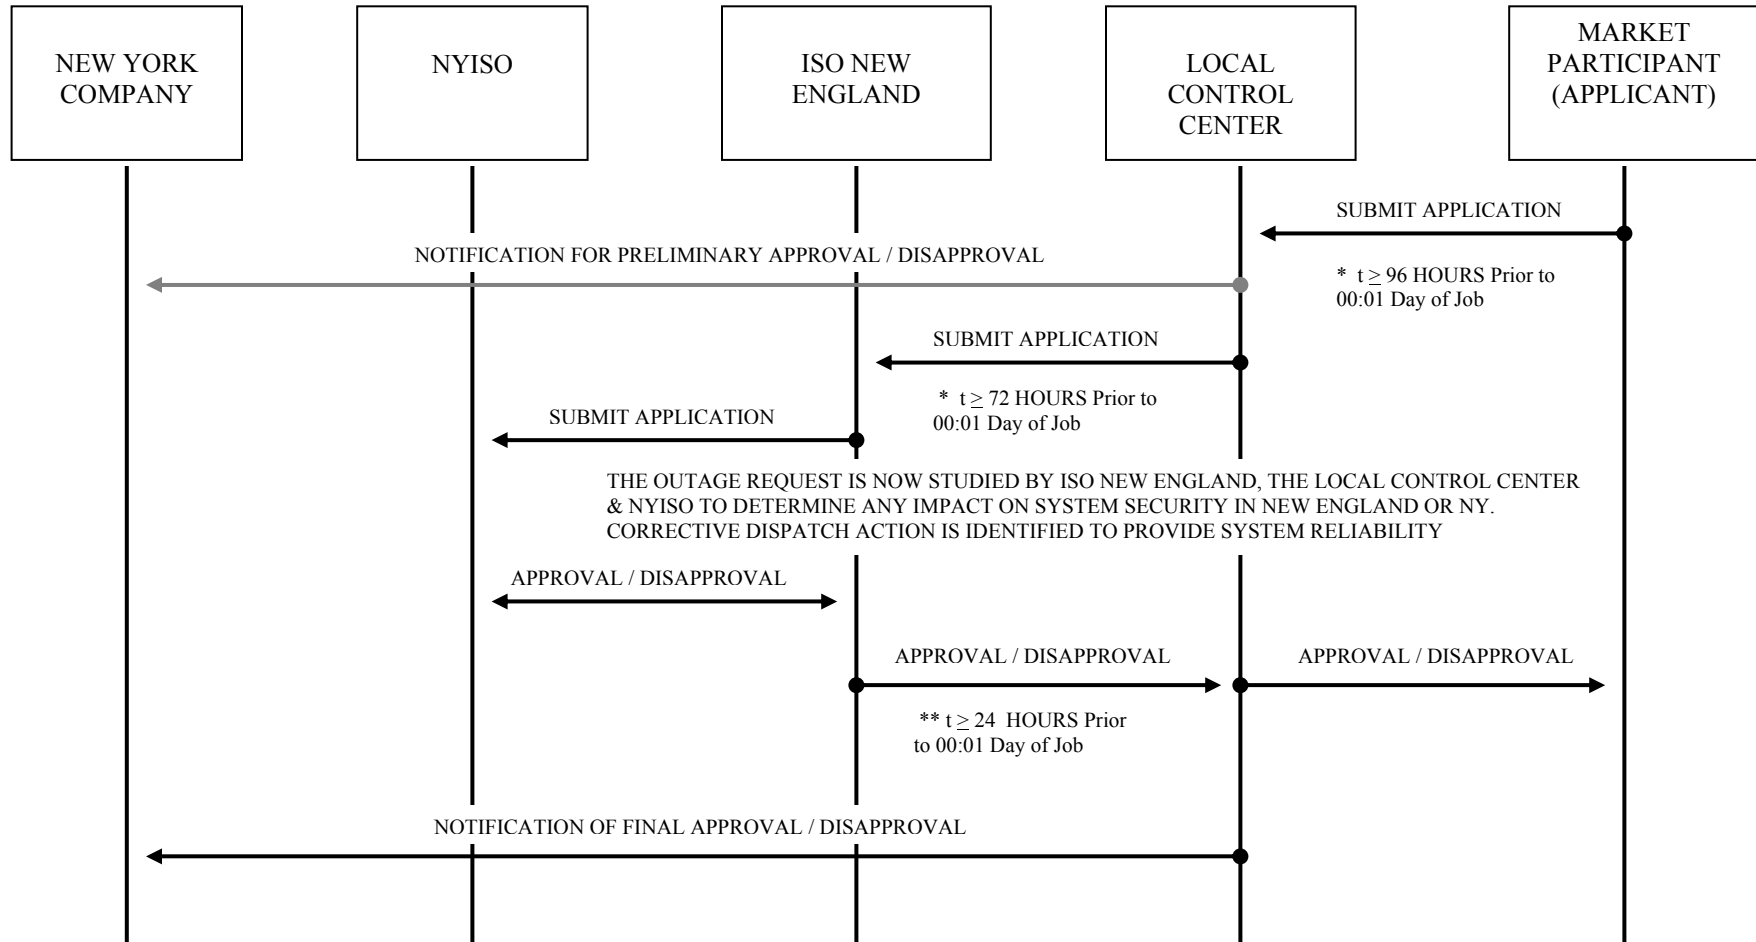 NEW YORK
COMPANY
NYISO
ISO NEW
ENGLAND
LOCAL
CONTROL
CENTER
MARKET
PARTICIPANT
(APPLICANT)
SUBMIT APPLICATION
NOTIFICATION FOR PRELIMINARY APPROVAL / DISAPPROVAL
* t ≥ 96 HOURS Prior to
00:01 Day of Job
SUBMIT APPLICATION
* t ≥ 72 HOURS Prior to
00:01 Day of Job
SUBMIT APPLICATION
THE OUTAGE REQUEST IS NOW STUDIED BY ISO NEW ENGLAND, THE LOCAL CONTROL CENTER
& NYISO TO DETERMINE ANY IMPACT ON SYSTEM SECURITY IN NEW ENGLAND OR NY.
CORRECTIVE DISPATCH ACTION IS IDENTIFIED TO PROVIDE SYSTEM RELIABILITY
APPROVAL / DISAPPROVAL
APPROVAL / DISAPPROVAL
APPROVAL / DISAPPROVAL
** t ≥ 24 HOURS Prior
to 00:01 Day of Job
NOTIFICATION OF FINAL APPROVAL / DISAPPROVAL